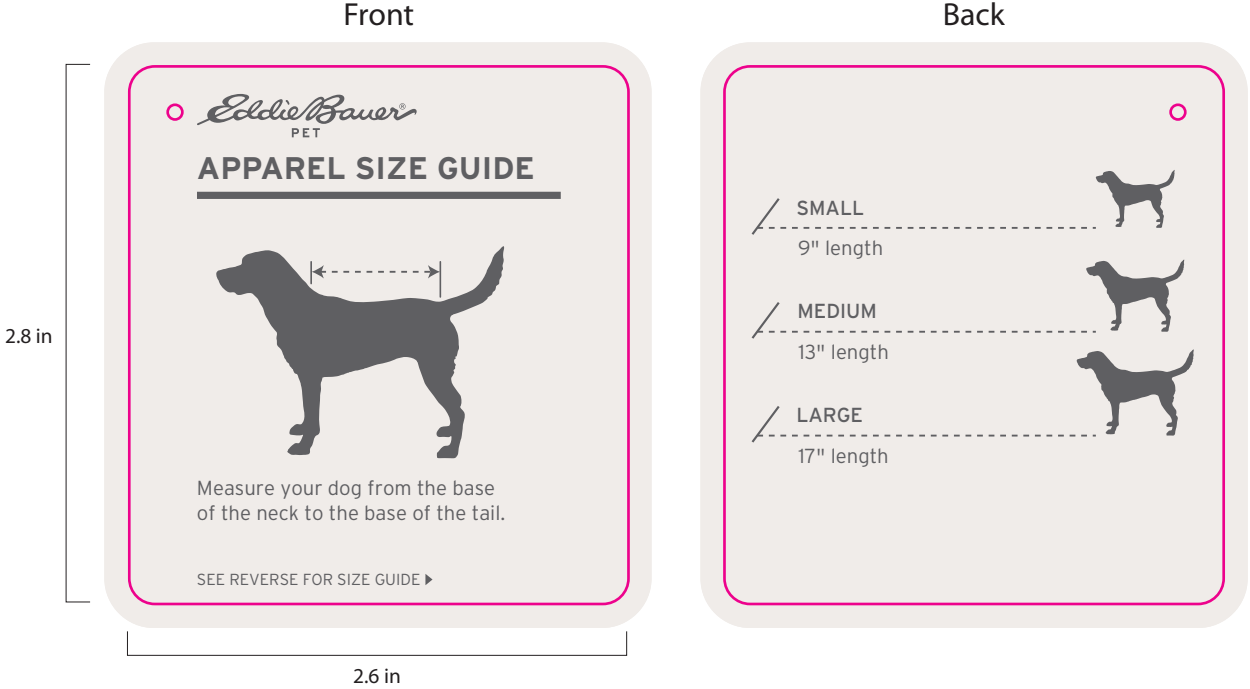 Front
Back
2.8 in
Eddie Bauer®
PET
APPAREL SIZE GUIDE
Measure your dog from the base
of the neck to the base of the tail.
SEE REVERSE FOR SIZE GUIDE
2.6 in
SMALL
9" length
MEDIUM
13" length
LARGE
17" length